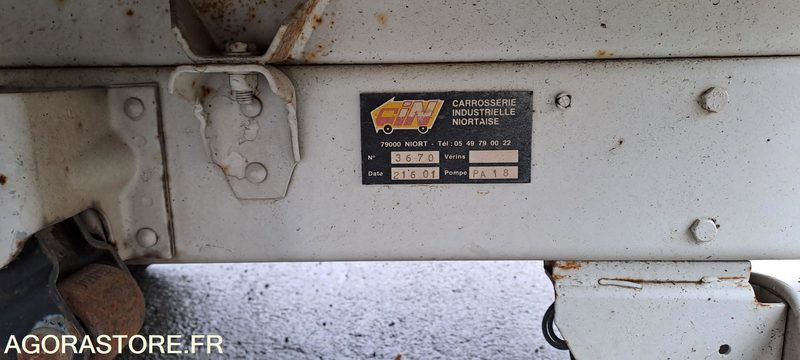 CIN
CARROSSERIE
INDUSTRIELLE
NIORTAISE
79000 NIORT - Tél : 05 49 79 00 22
N° 3670 Vérins
Date 21 6 01 Pompe PA 18
AGORASTORE.FR